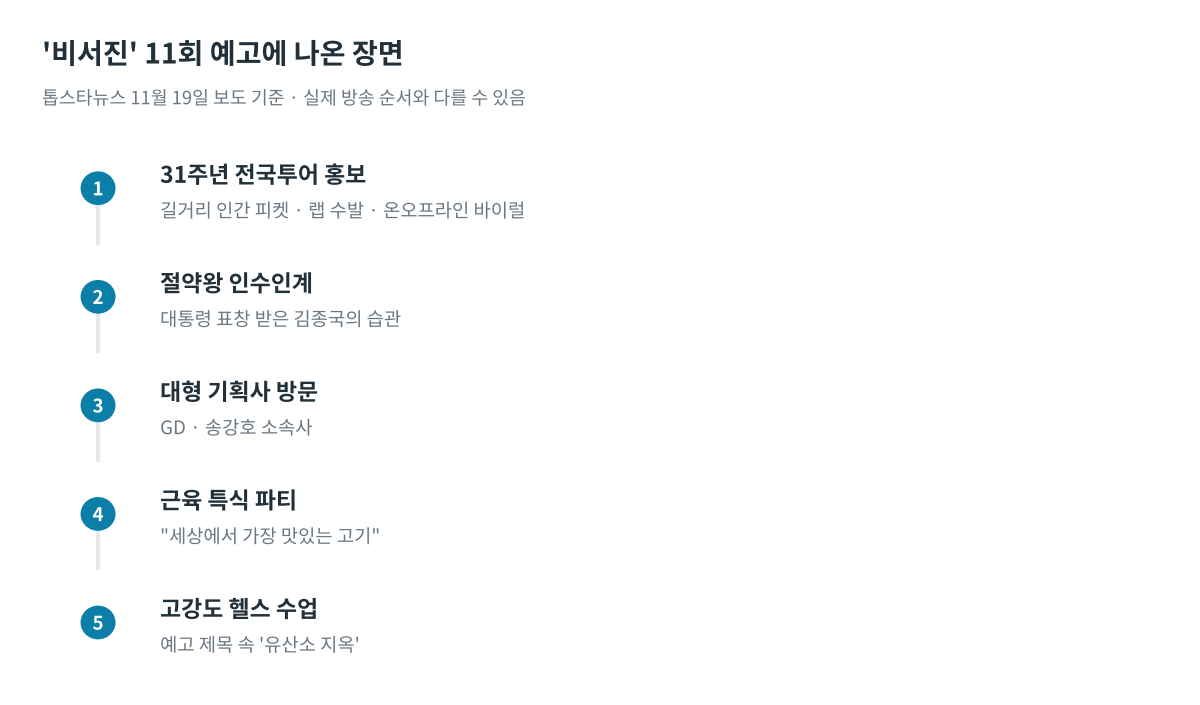 '비서진' 11회 예고에 나온 장면
톱스타뉴스 11월 19일 보도 기준 · 실제 방송 순서와 다를 수 있음
1
31주년 전국투어 홍보
길거리 인간 피켓 · 랩 수발 · 온오프라인 바이럴
2
절약왕 인수인계
대통령 표창 받은 김종국의 습관
3
대형 기획사 방문
GD · 송강호 소속사
4
근육 특식 파티
"세상에서 가장 맛있는 고기"
5
고강도 헬스 수업
예고 제목 속 '유산소 지옥'